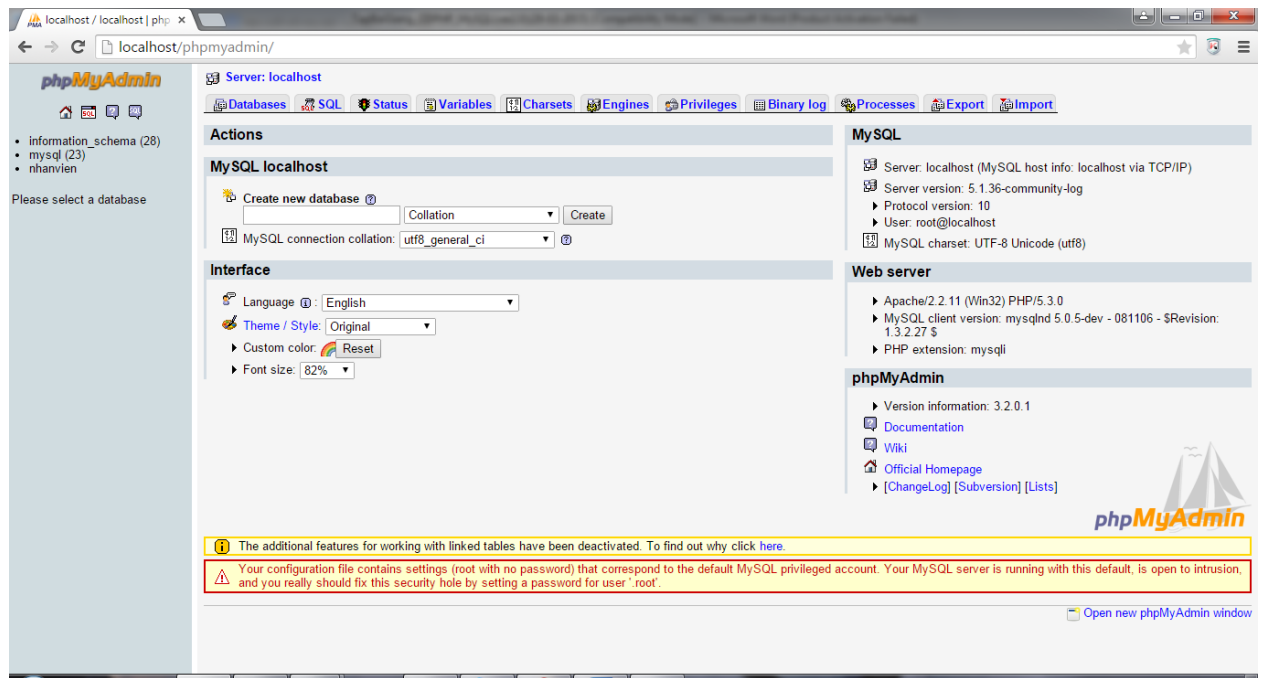 localhost / localhost | php
localhost/phpmyadmin/
phpMyAdmin
information_schema (28)
mysql (23)
nhanvien
Please select a database
Server: localhost
Databases SQL Status Variables Charsets Engines Privileges Binary log Processes Export Import
Actions
MySQL localhost
Create new database
Collation Create
MySQL connection collation: utf8_general_ci
Interface
Language : English
Theme / Style: Original
Custom color: Reset
Font size: 82%
MySQL
Server: localhost (MySQL host info: localhost via TCP/IP)
Server version: 5.1.36-community-log
Protocol version: 10
User: root@localhost
MySQL charset: UTF-8 Unicode (utf8)
Web server
Apache/2.2.11 (Win32) PHP/5.3.0
MySQL client version: mysqlnd 5.0.5-dev - 081106 - $Revision:
1.3.2.27 $
PHP extension: mysqli
phpMyAdmin
Version information: 3.2.0.1
Documentation
Wiki
Official Homepage
[ChangeLog] [Subversion] [Lists]
phpMyAdmin
The additional features for working with linked tables have been deactivated. To find out why click here.
Your configuration file contains settings (root with no password) that correspond to the default MySQL privileged account. Your MySQL server is running with this default, is open to intrusion,
and you really should fix this security hole by setting a password for user '.root'.
Open new phpMyAdmin window